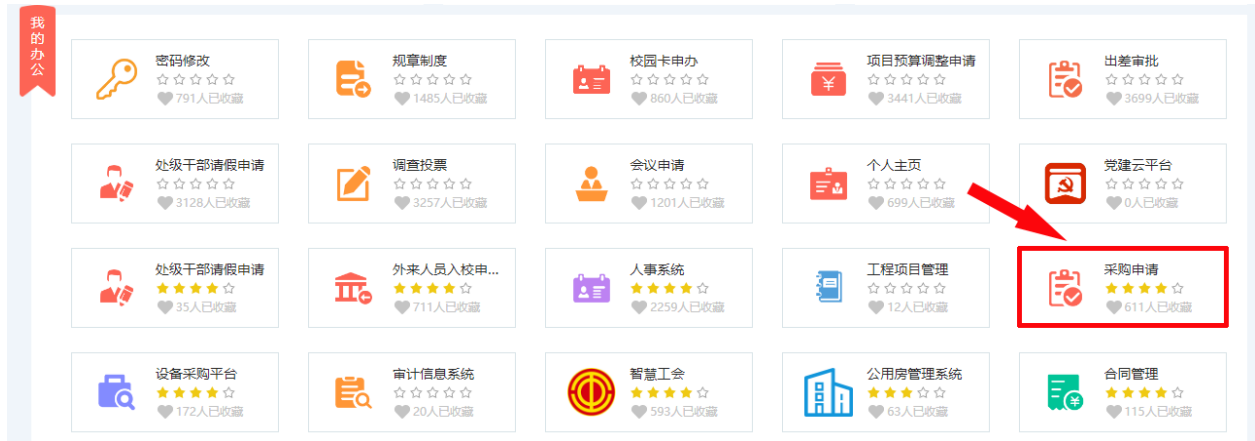 我的办公
密码修改
791人已收藏
规章制度
1485人已收藏
校园卡申办
860人已收藏
项目预算调整申请
3441人已收藏
出差审批
3699人已收藏
处级干部请假申请
3128人已收藏
调查投票
3257人已收藏
会议申请
1201人已收藏
个人主页
699人已收藏
党建云平台
0人已收藏
处级干部请假申请
35人已收藏
外来人员入校申...
711人已收藏
人事系统
2259人已收藏
工程项目管理
12人已收藏
采购申请
611人已收藏
设备采购平台
172人已收藏
审计信息系统
20人已收藏
智慧工会
593人已收藏
公用房管理系统
63人已收藏
合同管理
115人已收藏